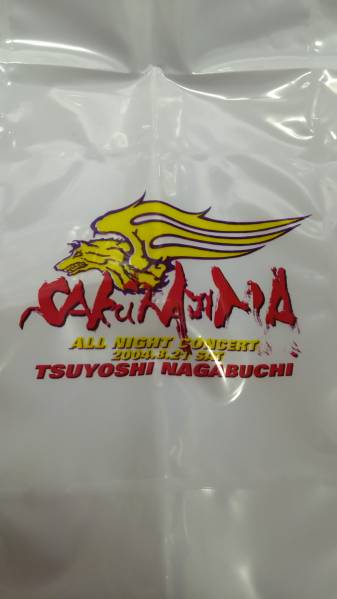 SAKURAJIMA
ALL NIGHT CONCERT
2004.8.21 SAT
TSUYOSHI NAGABUCHI